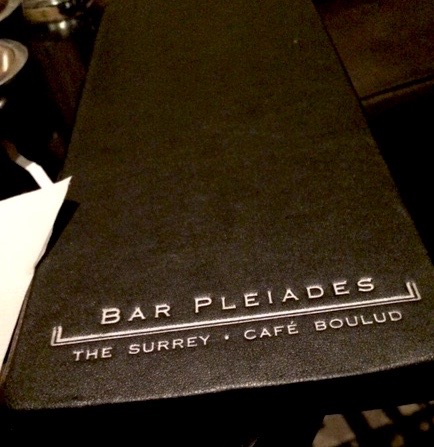 BAR PLEIADES
THE SURREY • CAFÉ BOULUD